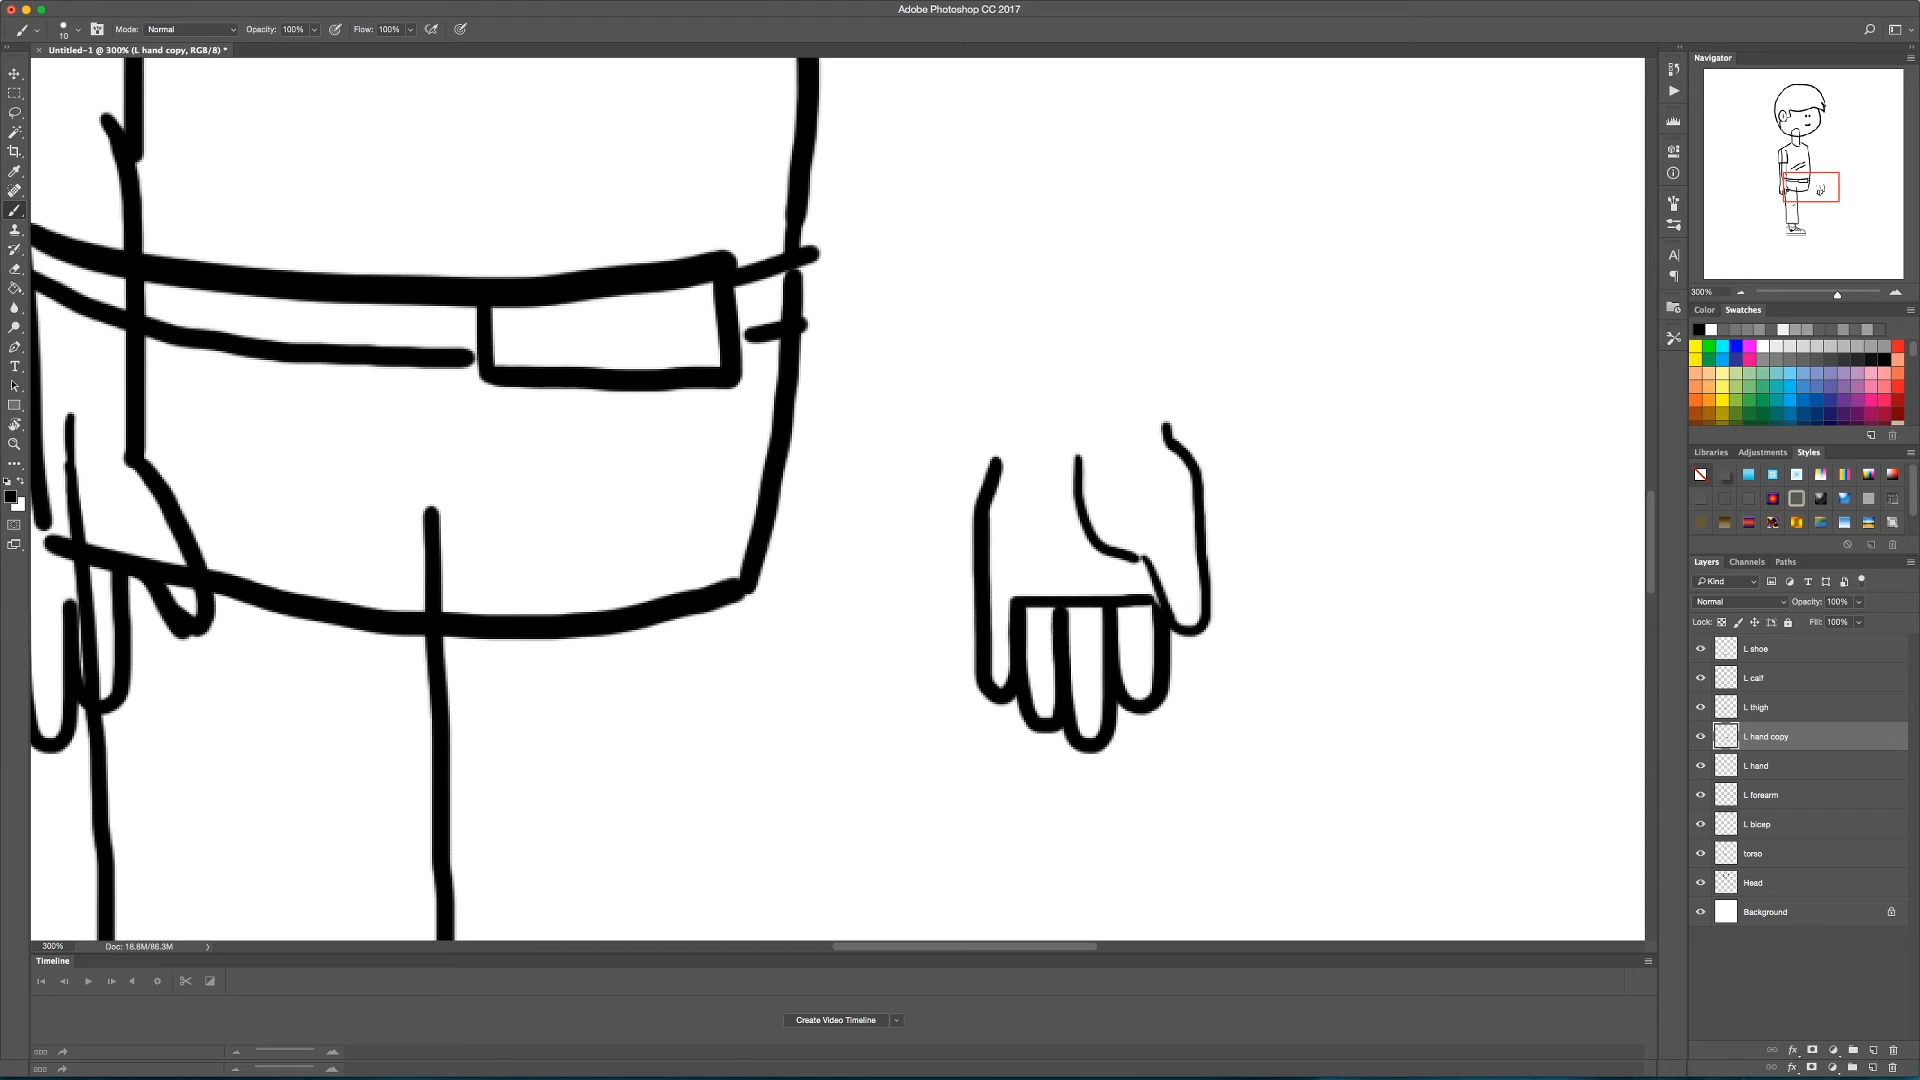 Adobe Photoshop CC 2017
10 Mode: Normal Opacity: 100% Flow: 100%
× Untitled-1 @ 300% (L hand copy, RGB/8) *
Navigator
300%
Color Swatches
Libraries Adjustments Styles
Layers Channels Paths
Kind
Normal Opacity: 100%
Lock: Fill: 100%
L shoe
L calf
L thigh
L hand copy
L hand
L forearm
L bicep
torso
Head
Background
300% Doc: 18.8M/86.3M
Timeline
Create Video Timeline